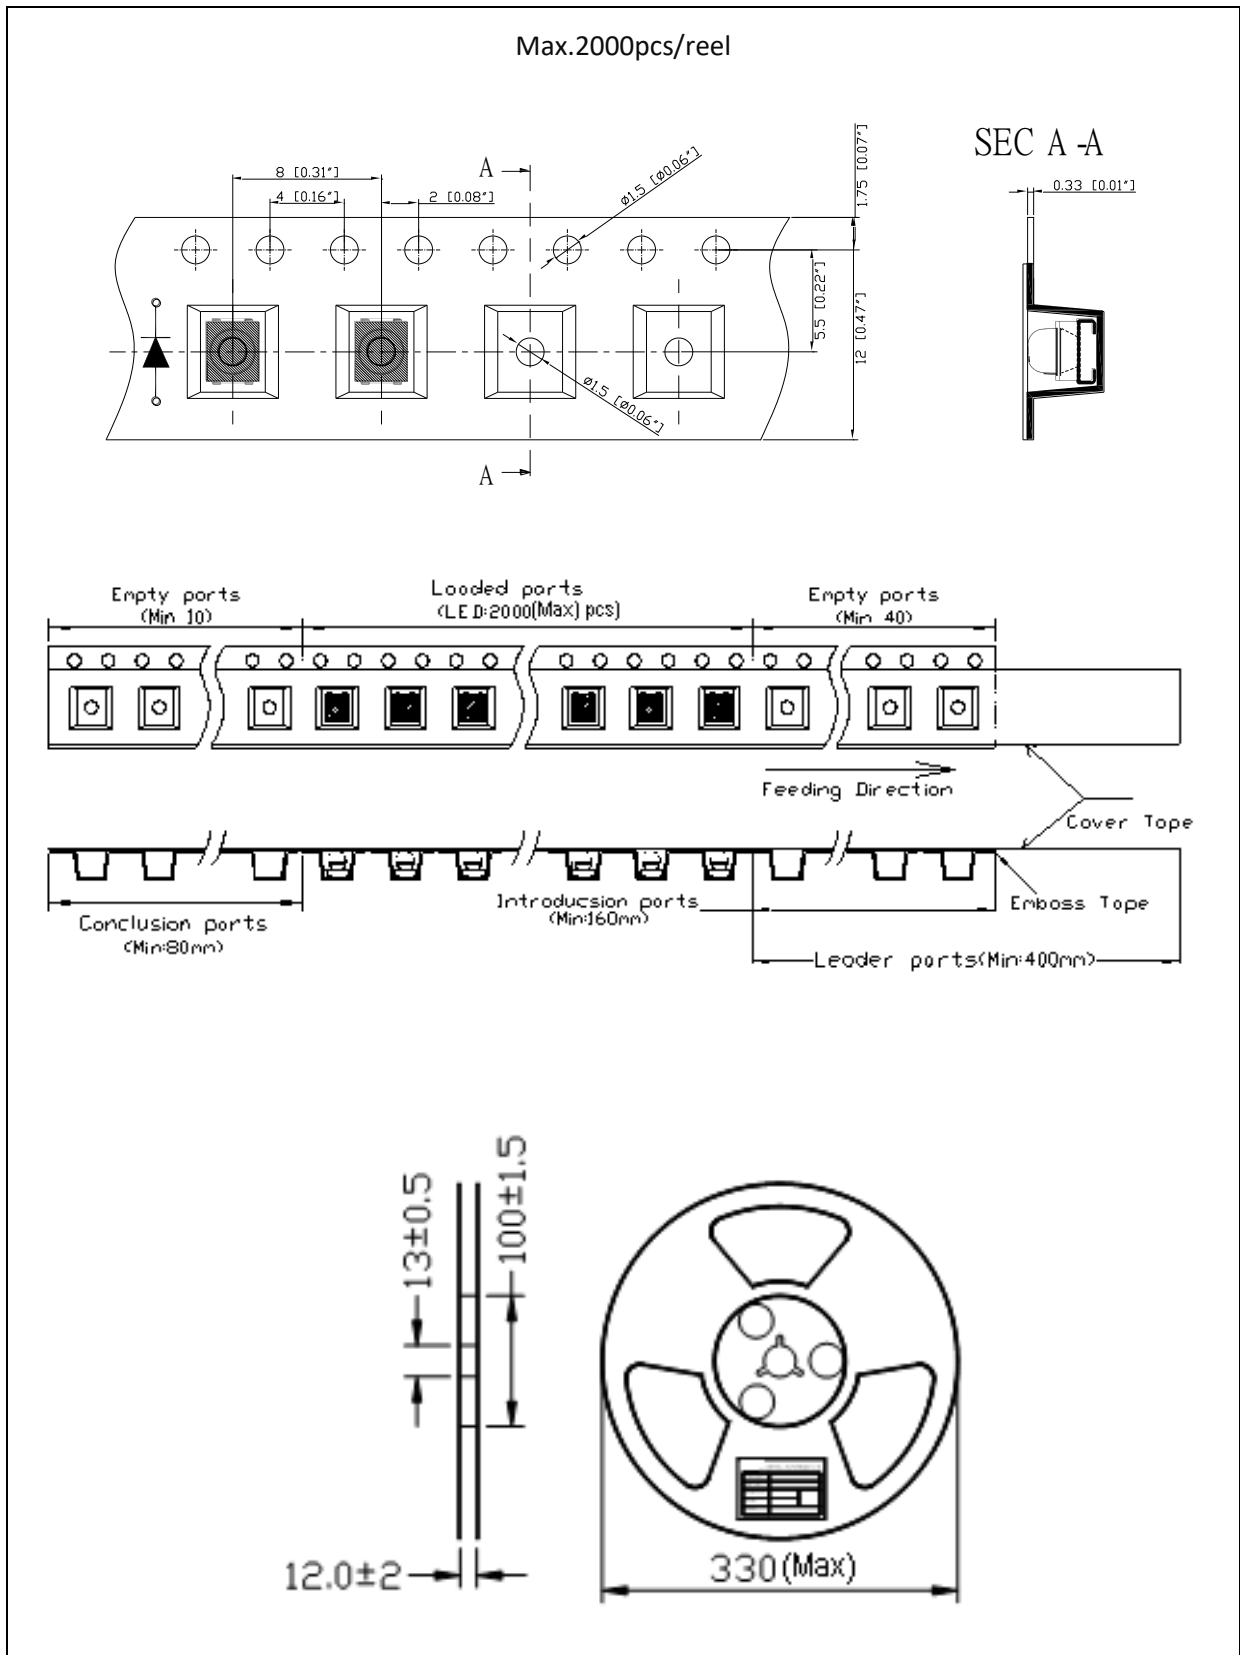 Max.2000pcs/reel
SEC A-A
8 [0.31"]
4 [0.16"]
2 [0.08"]
A
ø1.5 [ø0.06"]
1.75 [0.07"]
0.33 [0.01"]
5.5 [0.22"]
12 [0.47"]
ø1.5 [ø0.06"]
A
Empty ports
(Min 10)
Looded ports
(LED:2000(Max) pcs)
Empty ports
(Min 40)
Feeding Direction
Cover Tope
Conclusion ports
(Min:80mm)
Introducsion ports
(Min:160mm)
Emboss Tope
Leoder ports(Min:400mm)
13±0.5
100±1.5
12.0±2
330(Max)